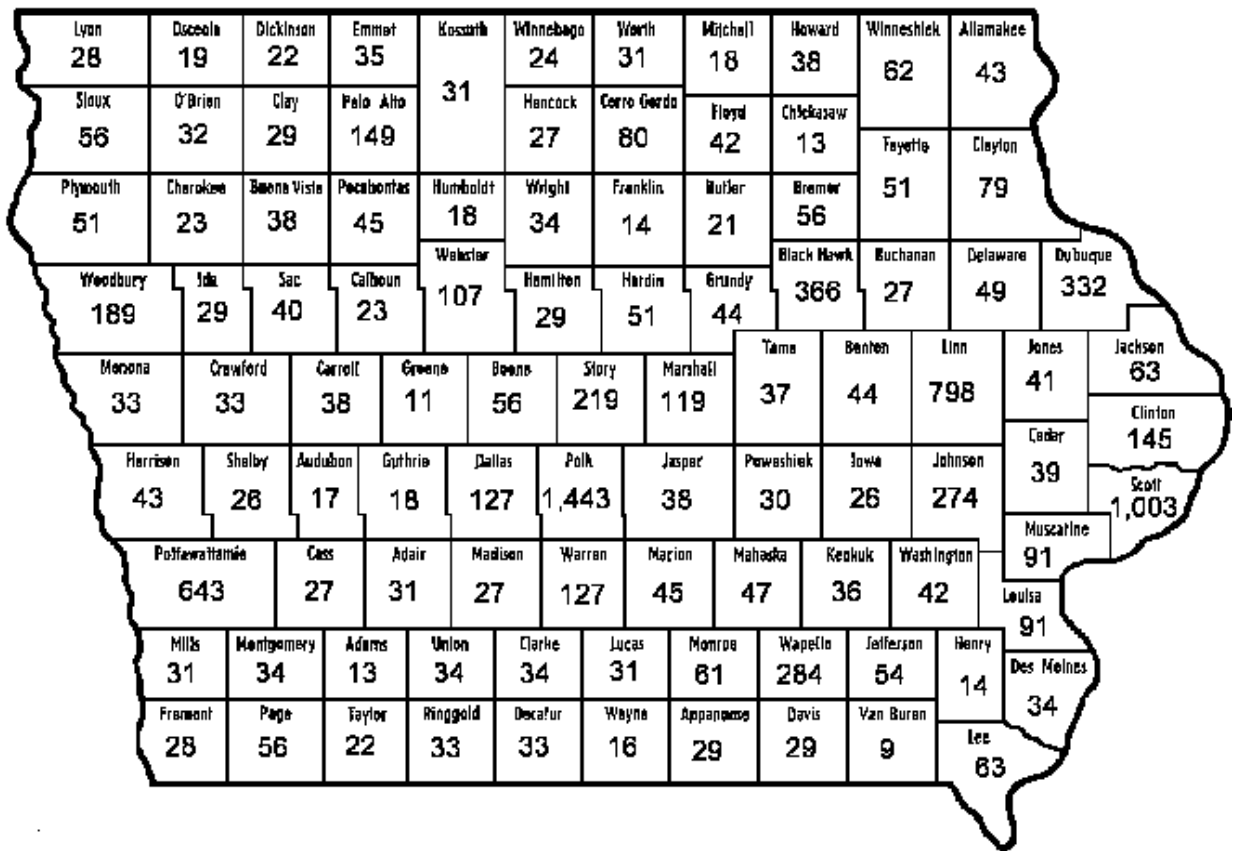 Lyon Osceola Dickinson Emmet Kossuth Winnebago Worth Mitchell Howard Winneshiek Allamakee
28 19 22 35 31 24 31 18 38 62 43
Sioux O'Brien Clay Palo Alto Hancock Cerro Gordo Floyd Chickasaw
56 32 29 149 27 80 42 13
Fayette Clayton
51 79
Plymouth Cherokee Buena Vista Pocahontas Humboldt Wright Franklin Butler Bremer
51 23 38 45 18 34 14 21 56
Woodbury Ida Sac Calhoun Webster Hamilton Hardin Grundy Black Hawk Buchanan Delaware Dubuque
189 29 40 23 107 29 51 44 366 27 49 332
Monona Crawford Carroll Greene Boone Story Marshall Tama Benton Linn Jones Jackson
33 33 38 11 56 219 119 37 44 798 41 63
Clinton
145
Harrison Shelby Audubon Guthrie Dallas Polk Jasper Poweshiek Iowa Johnson Cedar Scott
43 26 17 18 127 1,443 38 30 26 274 39 1,003
Muscatine
91
Pottawattamie Cass Adair Madison Warren Marion Mahaska Keokuk Washington Louisa
643 27 31 27 127 45 47 36 42 91
Mills Montgomery Adams Union Clarke Lucas Monroe Wapello Jefferson Henry Des Moines
31 34 13 34 34 31 61 284 54 14 34
Fremont Page Taylor Ringgold Decatur Wayne Appanoose Davis Van Buren Lee
28 56 22 33 33 16 29 29 9 63